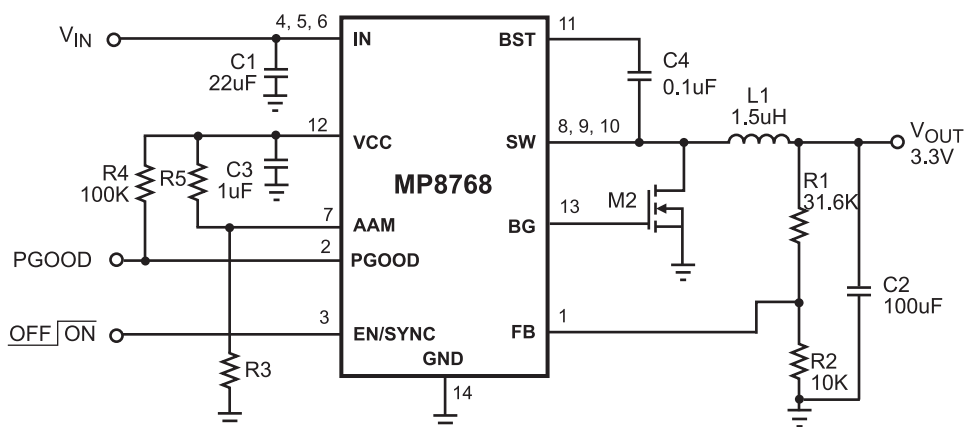 V_IN
4, 5, 6
IN
C1
22uF
12
VCC
C3
1uF
R4
100K
R5
7
AAM
2
PGOOD
PGOOD
3
EN/SYNC
OFF ON
R3
GND
14
MP8768
11
BST
C4
0.1uF
8, 9, 10
SW
L1
1.5uH
V_OUT
3.3V
M2
13
BG
R1
31.6K
C2
100uF
1
FB
R2
10K